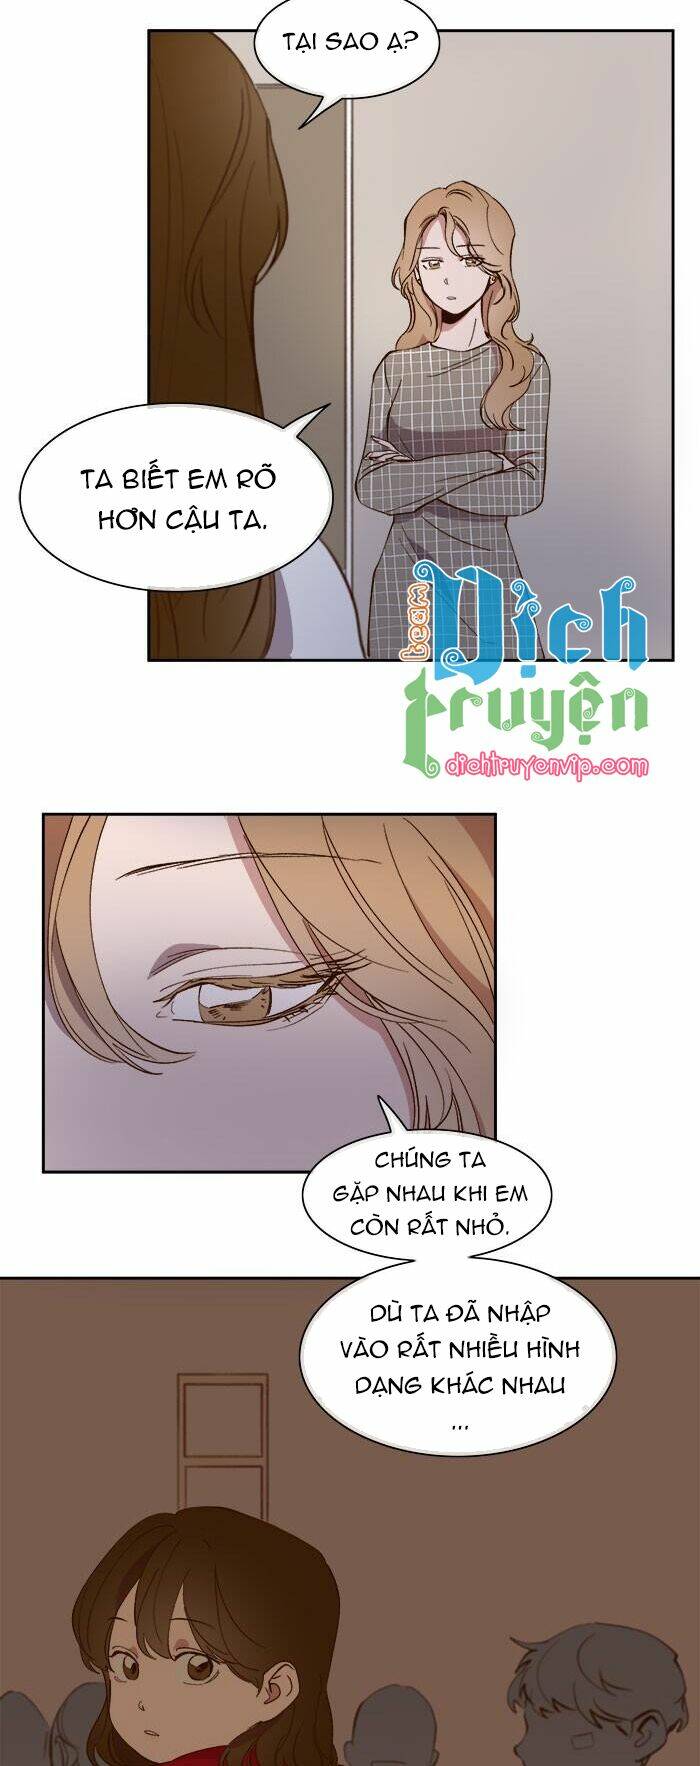 TẠI SAO Ạ?
TA BIẾT EM RÕ
HƠN CẬU TA.
team
Dịch
truyện
dichtruyenvip.com
CHÚNG TA
GẶP NHAU KHI EM
CÒN RẤT NHỎ.
DÙ TA ĐÃ NHẬP
VÀO RẤT NHIỀU HÌNH
DẠNG KHÁC NHAU
...